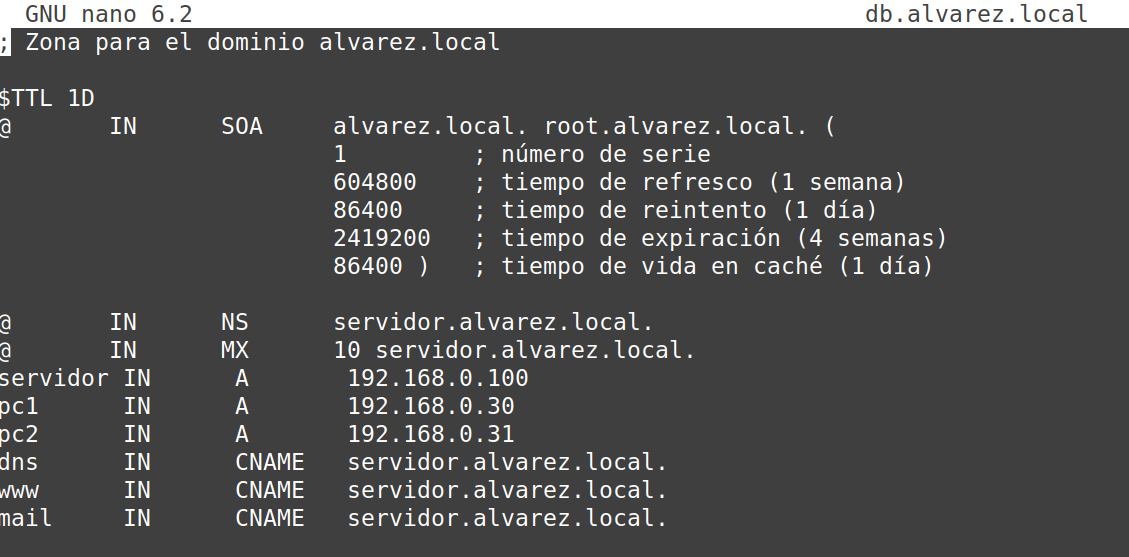 GNU nano 6.2 db.alvarez.local
; Zona para el dominio alvarez.local
$TTL 1D
@ IN SOA alvarez.local. root.alvarez.local. (
1 ; número de serie
604800 ; tiempo de refresco (1 semana)
86400 ; tiempo de reintento (1 día)
2419200 ; tiempo de expiración (4 semanas)
86400 ) ; tiempo de vida en caché (1 día)
@ IN NS servidor.alvarez.local.
@ IN MX 10 servidor.alvarez.local.
servidor IN A 192.168.0.100
pc1 IN A 192.168.0.30
pc2 IN A 192.168.0.31
dns IN CNAME servidor.alvarez.local.
www IN CNAME servidor.alvarez.local.
mail IN CNAME servidor.alvarez.local.